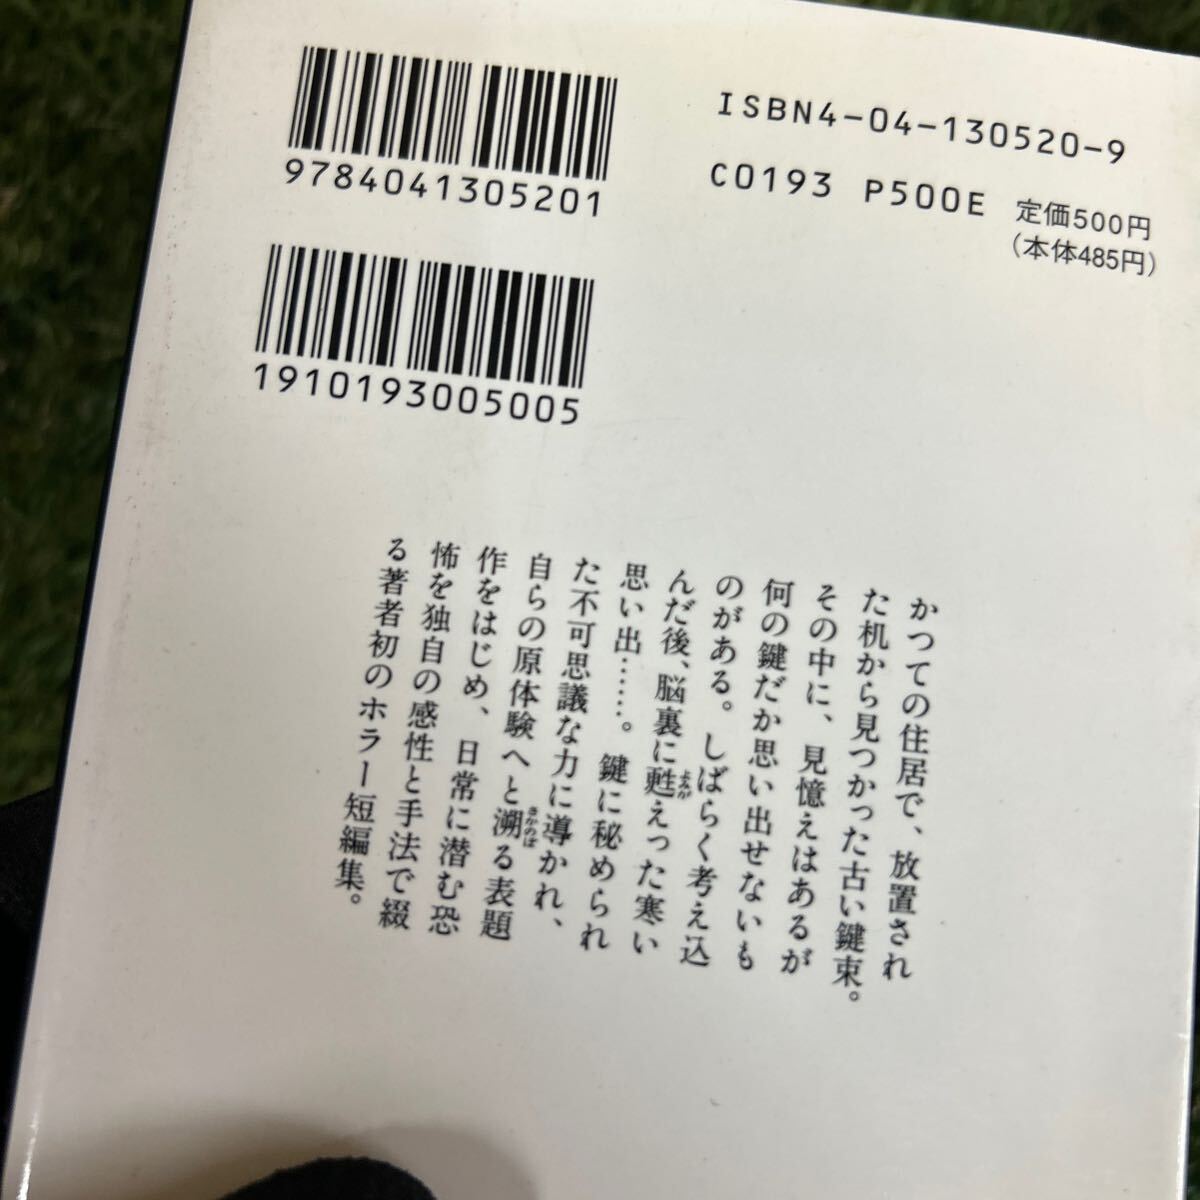 9784041305201
1910193005005
ISBN4-04-130520-9
C0193 P500E 定価500円
(本体485円)
かつての住居で、放置され
た机から見つかった古い鍵束。
その中に、見憶えはあるが
何の鍵だか思い出せないも
のがある。しばらく考え込
んだ後、脳裏に甦えった寒い
よみが
思い出……。鍵に秘められ
た不可思議な力に導かれ、
自らの原体験へと溯る表題
さかのぼ
作をはじめ、日常に潜む恐
怖を独自の感性と手法で綴
る著者初のホラー短編集。